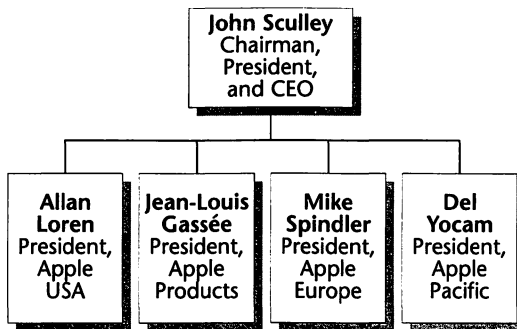 John Sculley
Chairman,
President,
and CEO
Allan
Loren
President,
Apple
USA
Jean-Louis
Gassée
President,
Apple
Products
Mike
Spindler
President,
Apple
Europe
Del
Yocam
President,
Apple
Pacific